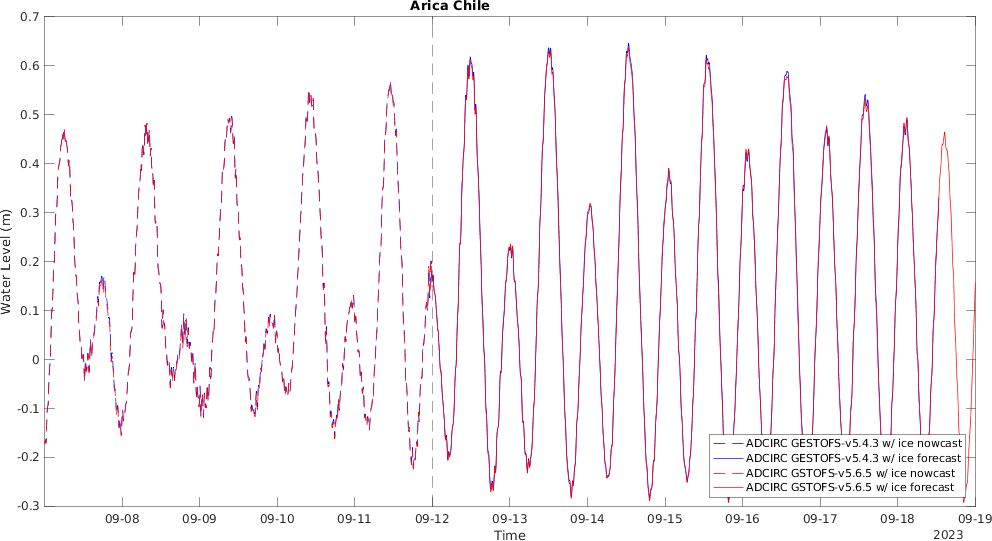 Arica Chile
Water Level (m)
0.7
0.6
0.5
0.4
0.3
0.2
0.1
0
-0.1
-0.2
-0.3
ADCIRC GESTOFS-v5.4.3 w/ ice nowcast
ADCIRC GESTOFS-v5.4.3 w/ ice forecast
ADCIRC GSTOFS-v5.6.5 w/ ice nowcast
ADCIRC GSTOFS-v5.6.5 w/ ice forecast
09-08 09-09 09-10 09-11 09-12 09-13 09-14 09-15 09-16 09-17 09-18 09-19
Time
2023